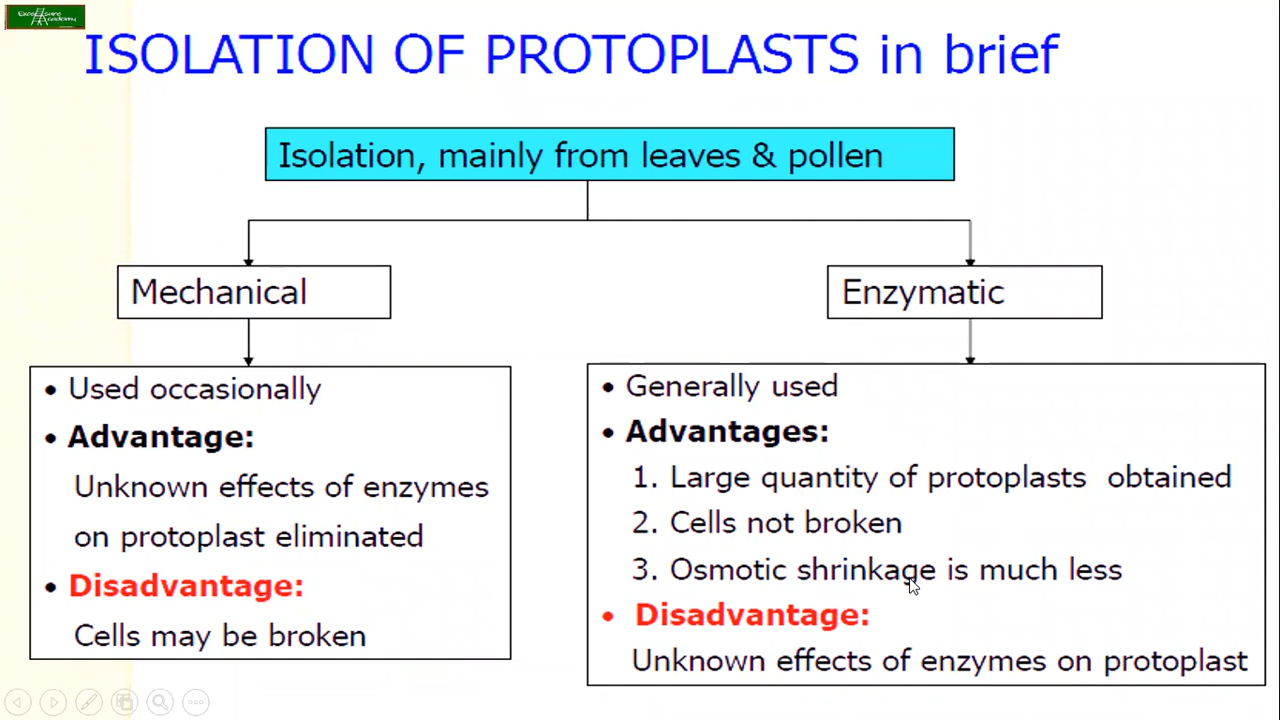 Excellsure
Academy
ISOLATION OF PROTOPLASTS in brief
Isolation, mainly from leaves & pollen
Mechanical
Enzymatic
• Used occasionally
• Advantage:
Unknown effects of enzymes
on protoplast eliminated
• Disadvantage:
Cells may be broken
• Generally used
• Advantages:
1. Large quantity of protoplasts obtained
2. Cells not broken
3. Osmotic shrinkage is much less
• Disadvantage:
Unknown effects of enzymes on protoplast